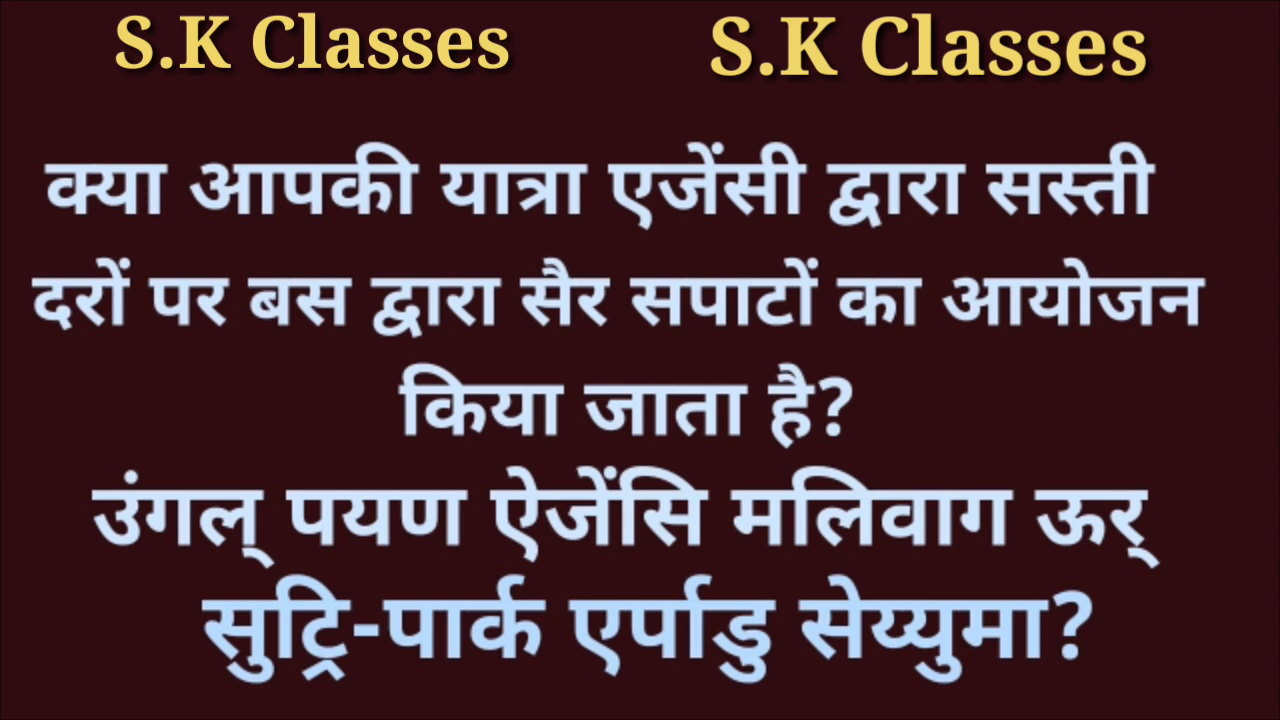 S.K Classes S.K Classes
क्या आपकी यात्रा एजेंसी द्वारा सस्ती
दरों पर बस द्वारा सैर सपाटों का आयोजन
किया जाता है?
उंगल् पयण ऐजेंसि मलिवाग ऊर्
सुट्रि-पार्क एर्पाडु सेय्युमा?